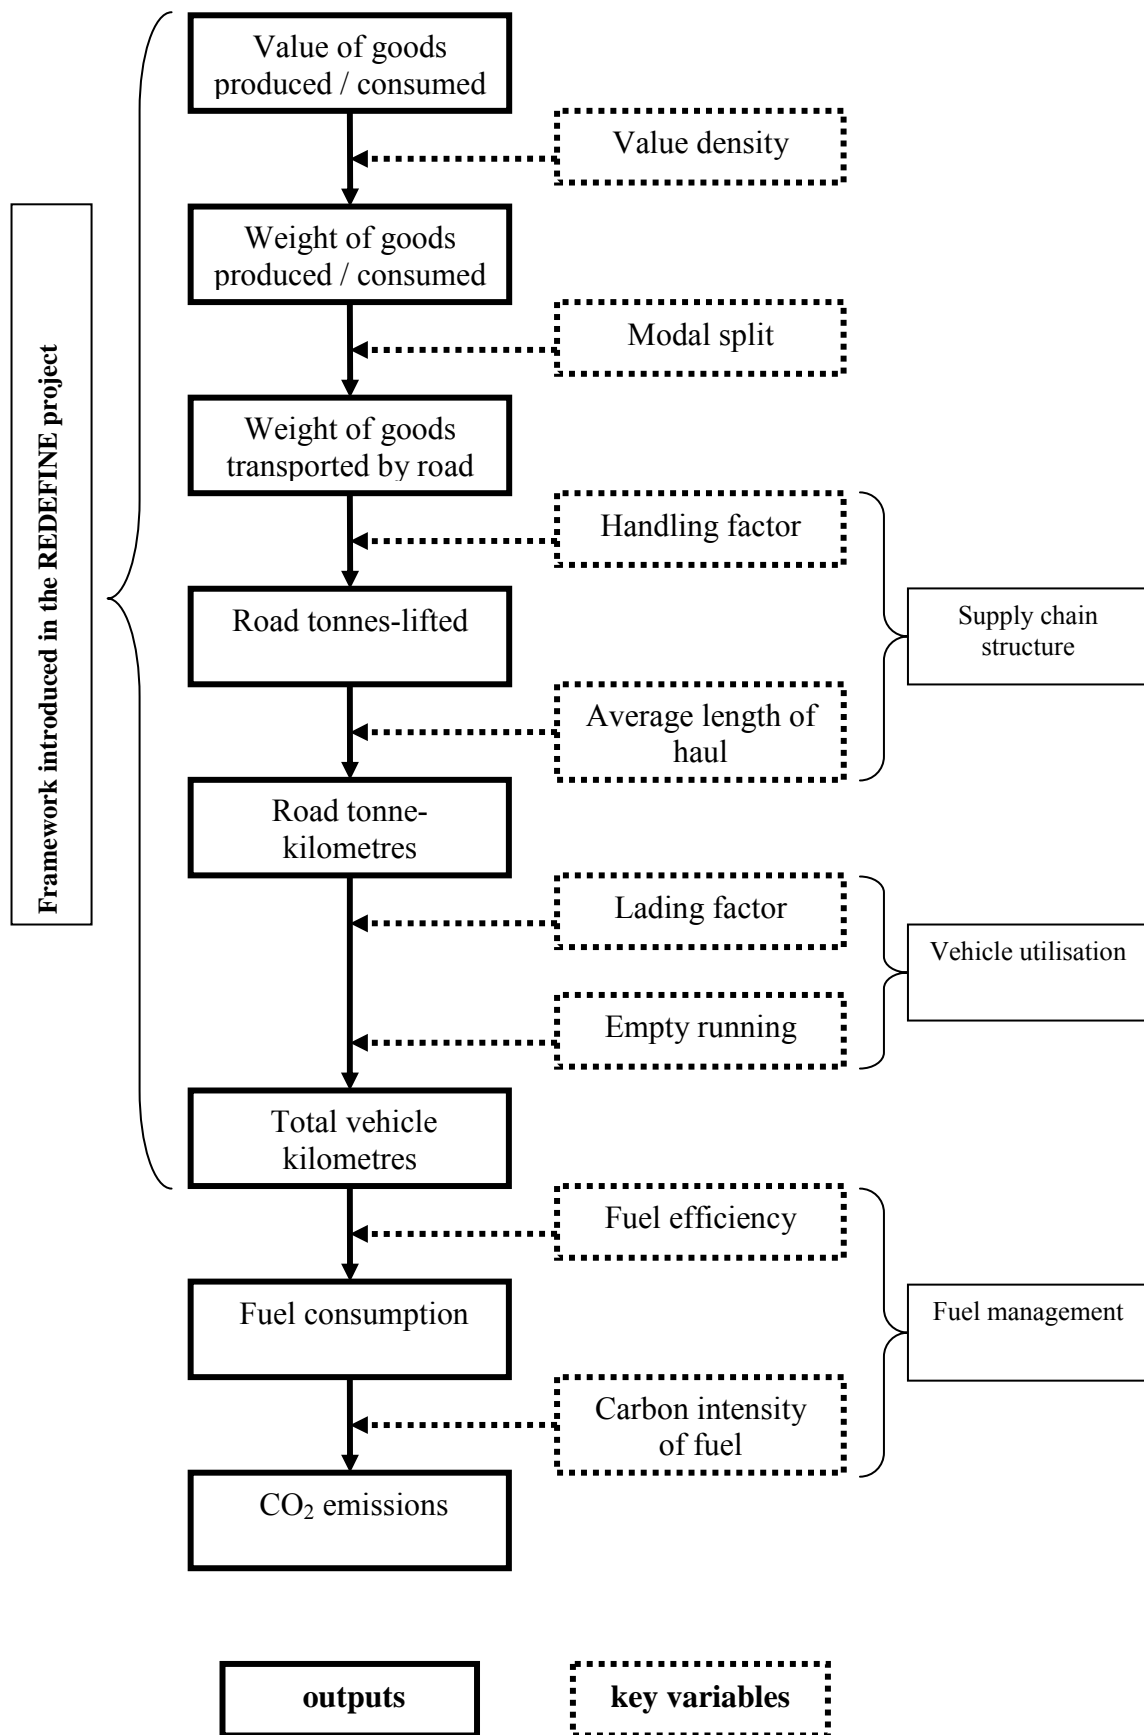 Value of goods
produced / consumed
Value density
Weight of goods
produced / consumed
Modal split
Weight of goods
transported by road
Handling factor
Road tonnes-lifted
Supply chain
structure
Average length of
haul
Road tonne-
kilometres
Lading factor
Vehicle utilisation
Empty running
Total vehicle
kilometres
Fuel efficiency
Fuel consumption
Fuel management
Carbon intensity
of fuel
CO₂ emissions
Framework introduced in the REDEFINE project
outputs
key variables